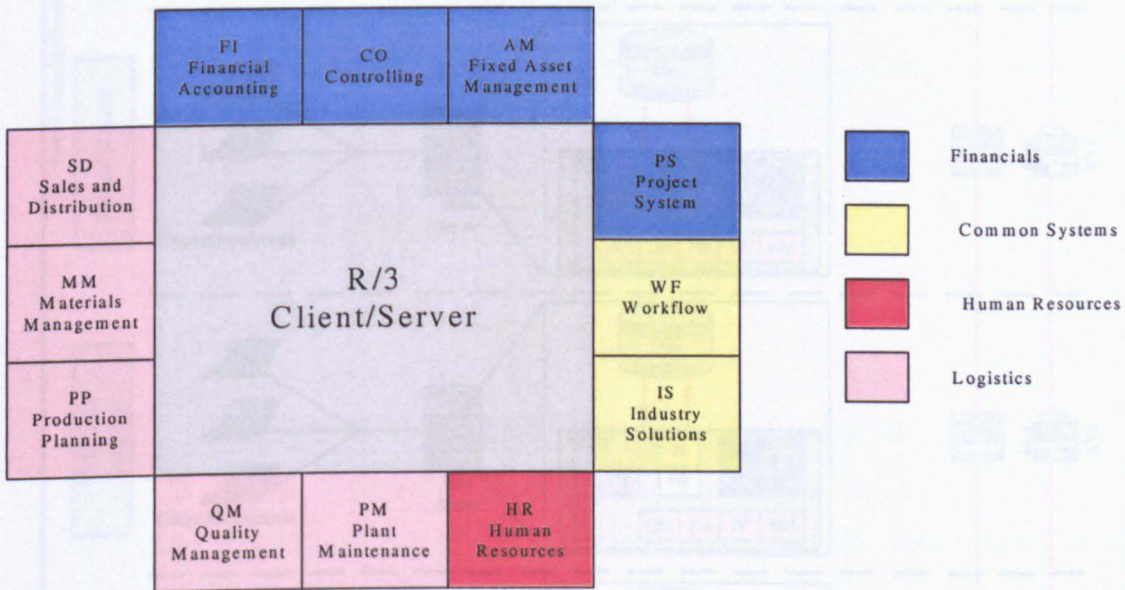 FI
Financial
Accounting
CO
Controlling
AM
Fixed Asset
Management
SD
Sales and
Distribution
MM
Materials
Management
PP
Production
Planning
R/3
Client/Server
PS
Project
System
WF
Workflow
IS
Industry
Solutions
QM
Quality
Management
PM
Plant
Maintenance
HR
Human
Resources
Financials
Common Systems
Human Resources
Logistics